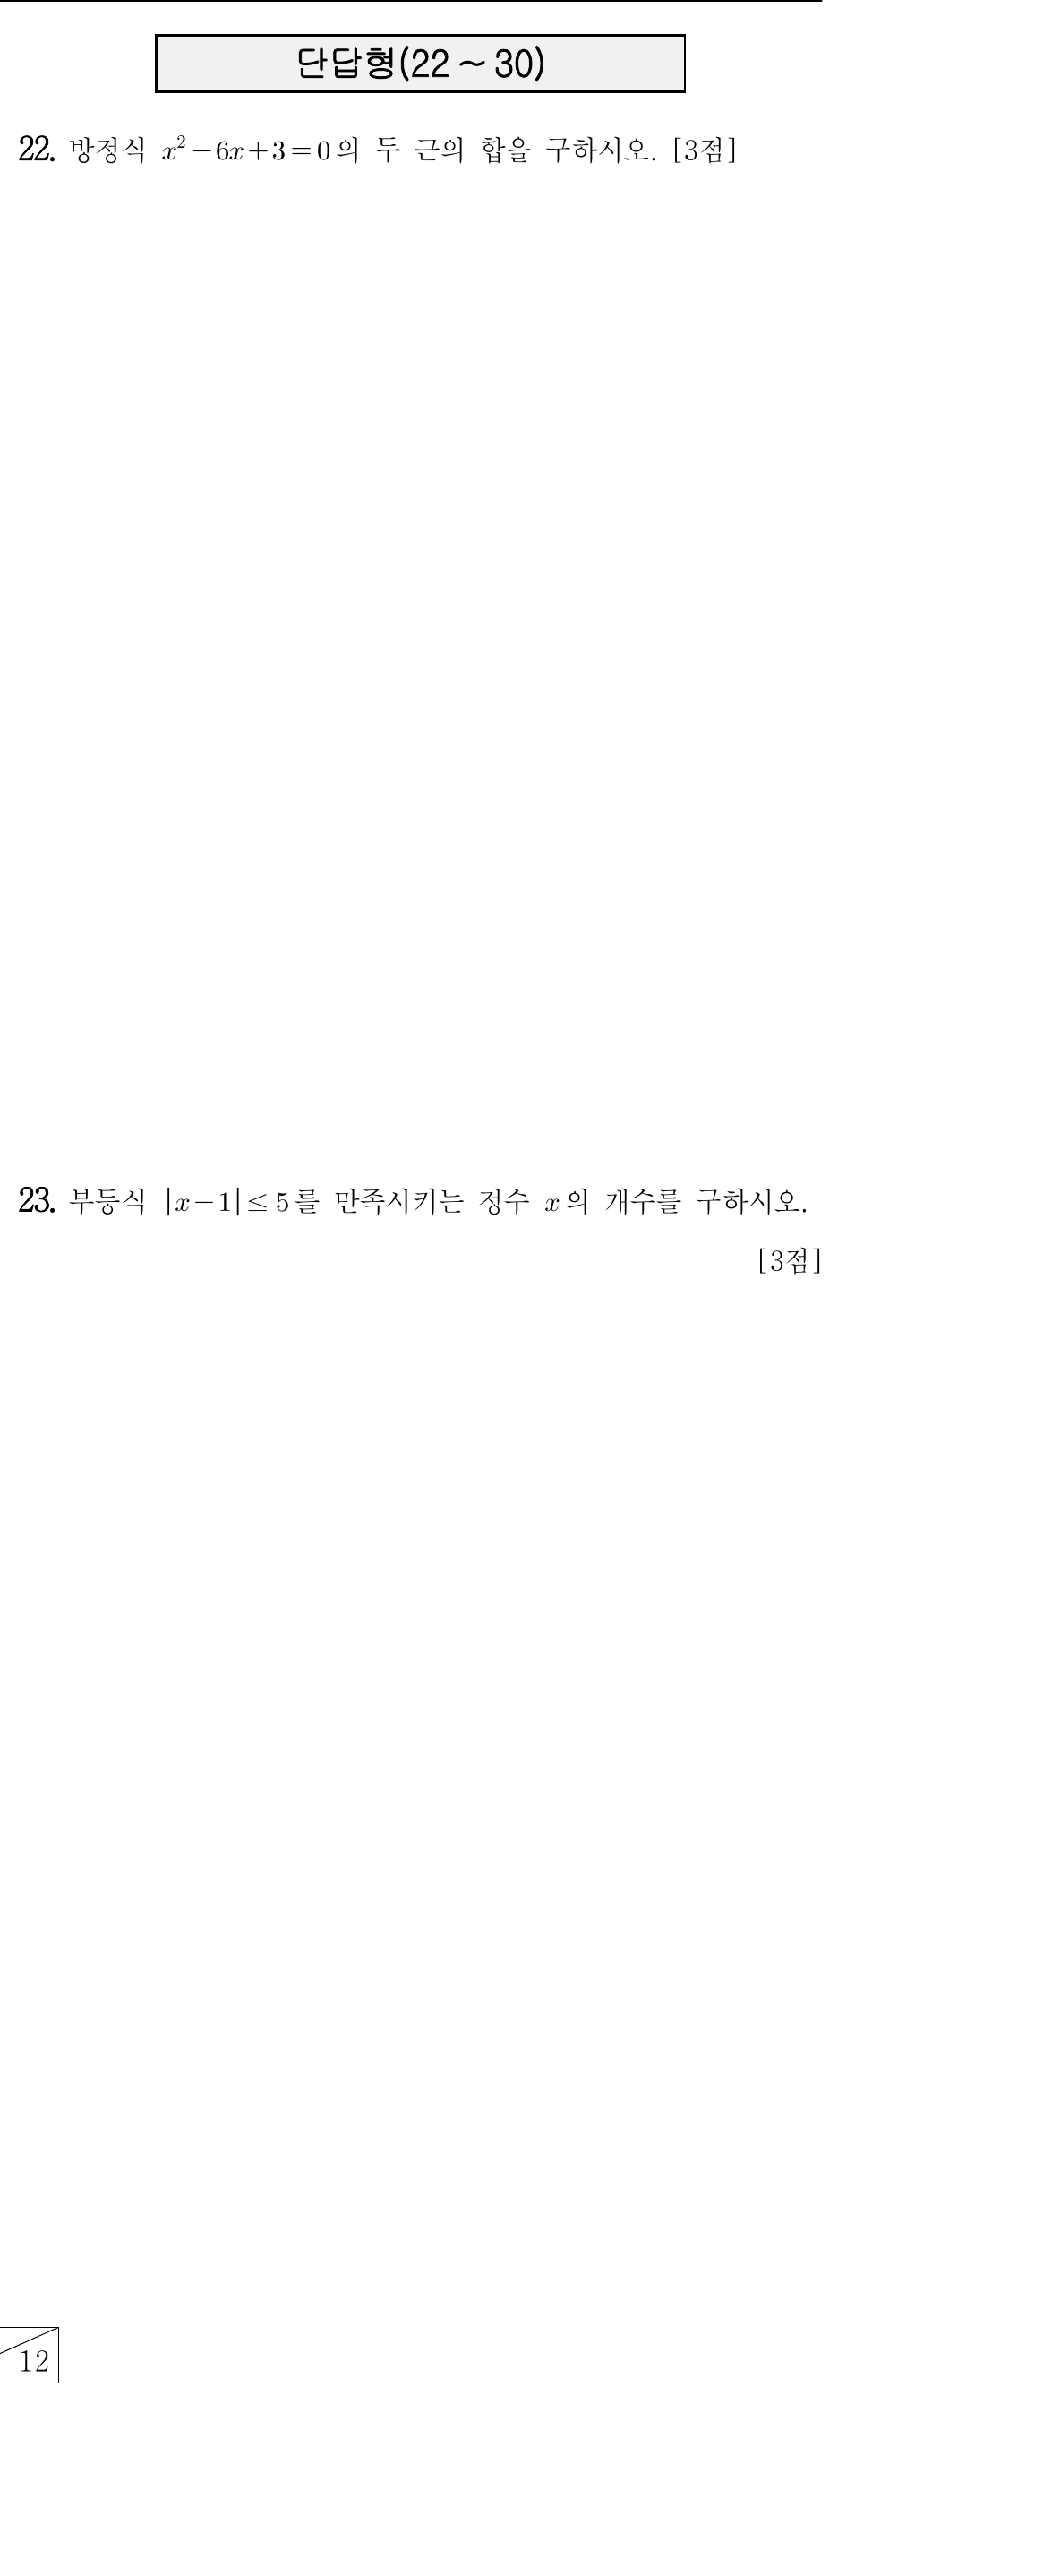 단답형(22 ~ 30)
22. 방정식 x² − 6x + 3 = 0의 두 근의 합을 구하시오. [3점]
23. 부등식 |x − 1| ≤ 5를 만족시키는 정수 x의 개수를 구하시오.
[3점]
12